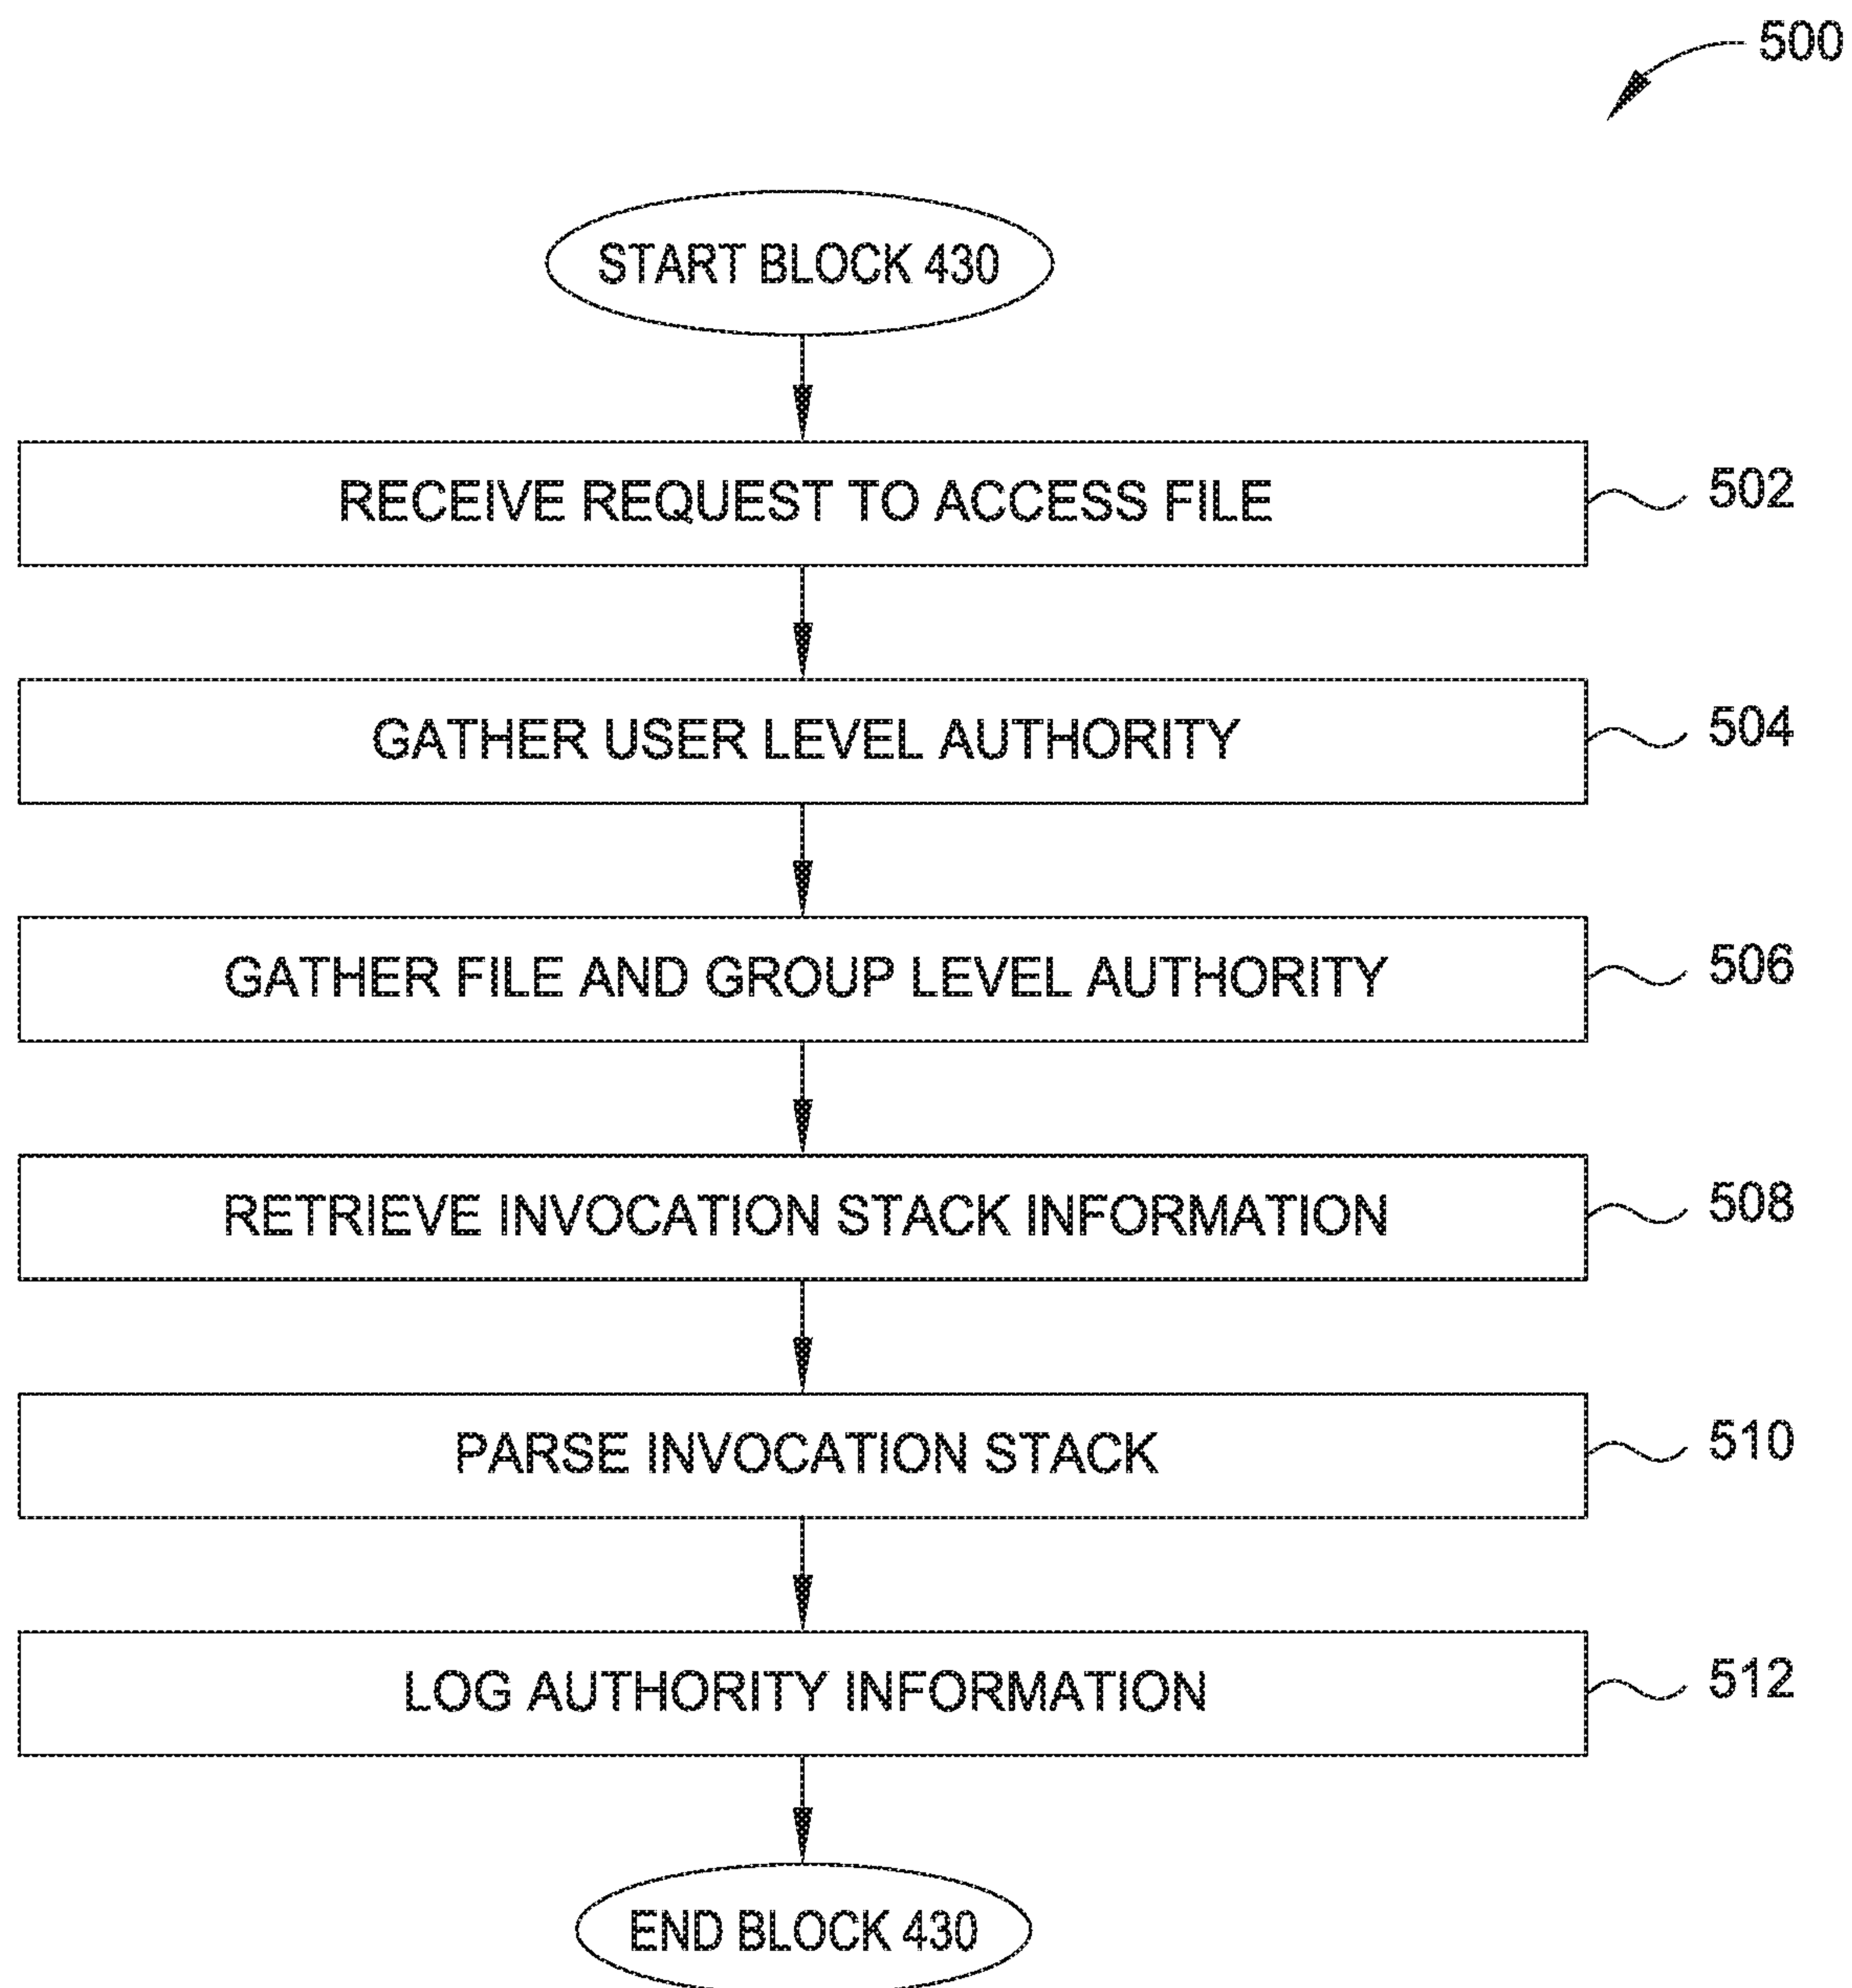 500
START BLOCK 430
RECEIVE REQUEST TO ACCESS FILE
502
GATHER USER LEVEL AUTHORITY
504
GATHER FILE AND GROUP LEVEL AUTHORITY
506
RETRIEVE INVOCATION STACK INFORMATION
508
PARSE INVOCATION STACK
510
LOG AUTHORITY INFORMATION
512
END BLOCK 430